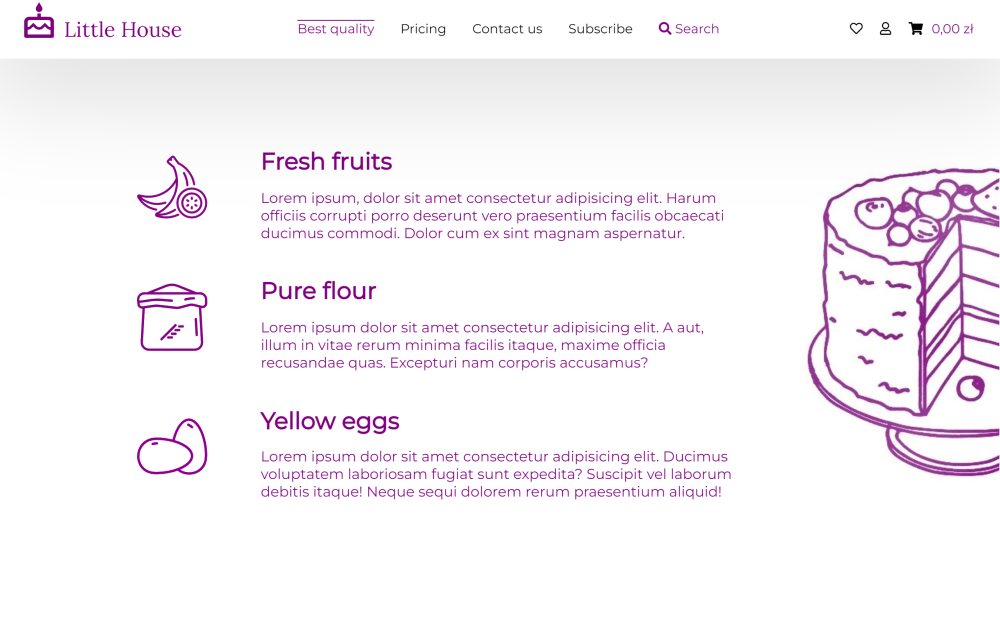 Little House
Best quality
Pricing
Contact us
Subscribe
Search
0,00 zł
Fresh fruits
Lorem ipsum, dolor sit amet consectetur adipisicing elit. Harum
officiis corrupti porro deserunt vero praesentium facilis obcaecati
ducimus commodi. Dolor cum ex sint magnam aspernatur.
Pure flour
Lorem ipsum dolor sit amet consectetur adipisicing elit. A aut,
illum in vitae rerum minima facilis itaque, maxime officia
recusandae quas. Excepturi nam corporis accusamus?
Yellow eggs
Lorem ipsum dolor sit amet consectetur adipisicing elit. Ducimus
voluptatem laboriosam fugiat sunt expedita? Suscipit vel laborum
debitis itaque! Neque sequi dolorem rerum praesentium aliquid!